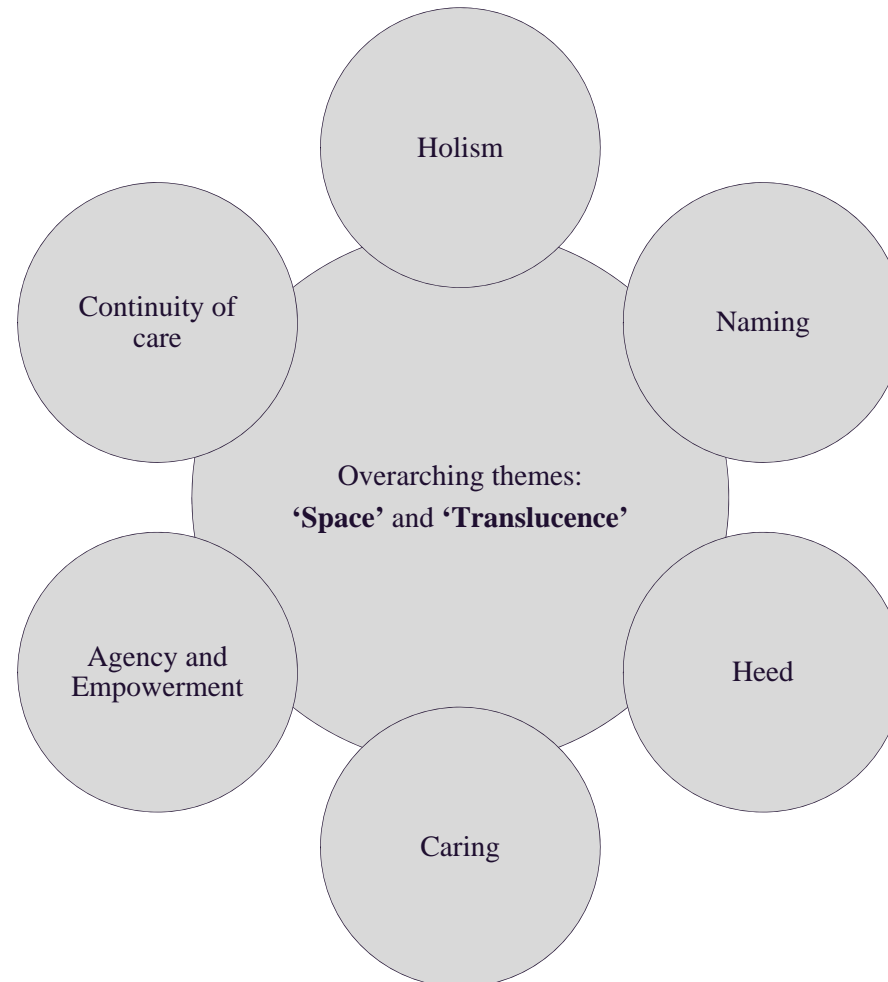 Holism
Continuity of
care
Naming
Overarching themes:
‘Space’ and ‘Translucence’
Agency and
Empowerment
Heed
Caring